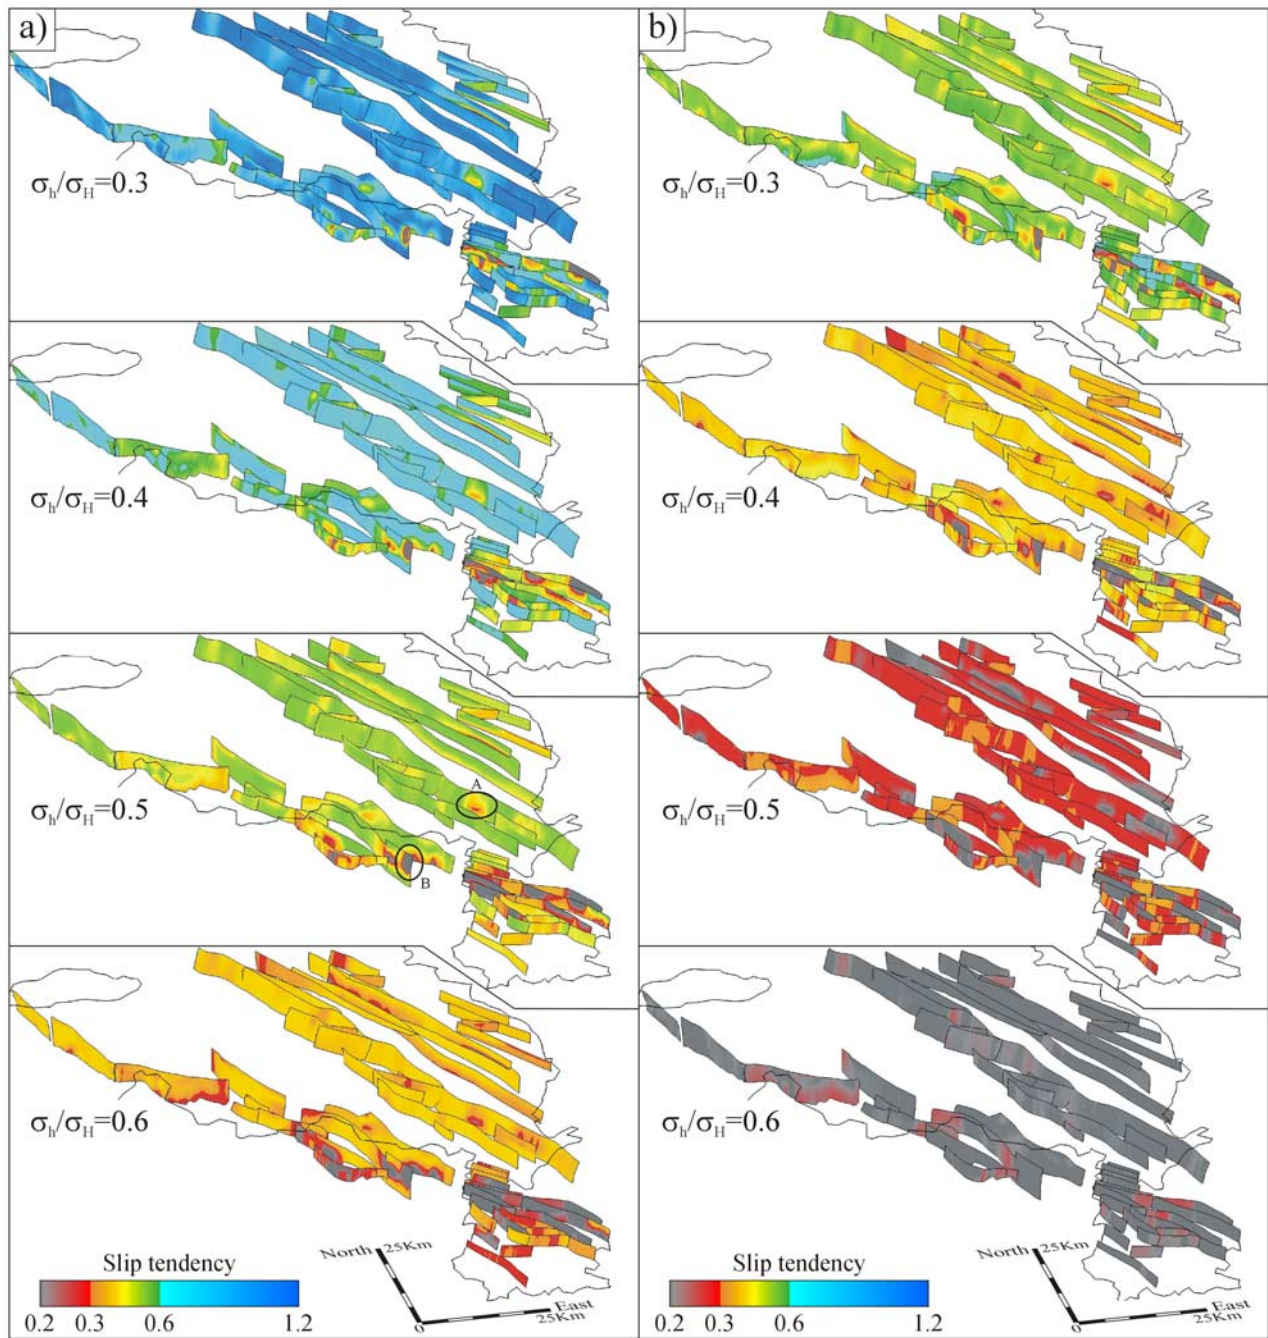 a)
σh/σH=0.3
σh/σH=0.4
σh/σH=0.5
A
B
σh/σH=0.6
Slip tendency
0.2 0.3 0.6 1.2
North 25Km
0 25Km East
b)
σh/σH=0.3
σh/σH=0.4
σh/σH=0.5
σh/σH=0.6
Slip tendency
0.2 0.3 0.6 1.2
North 25Km
0 25Km East